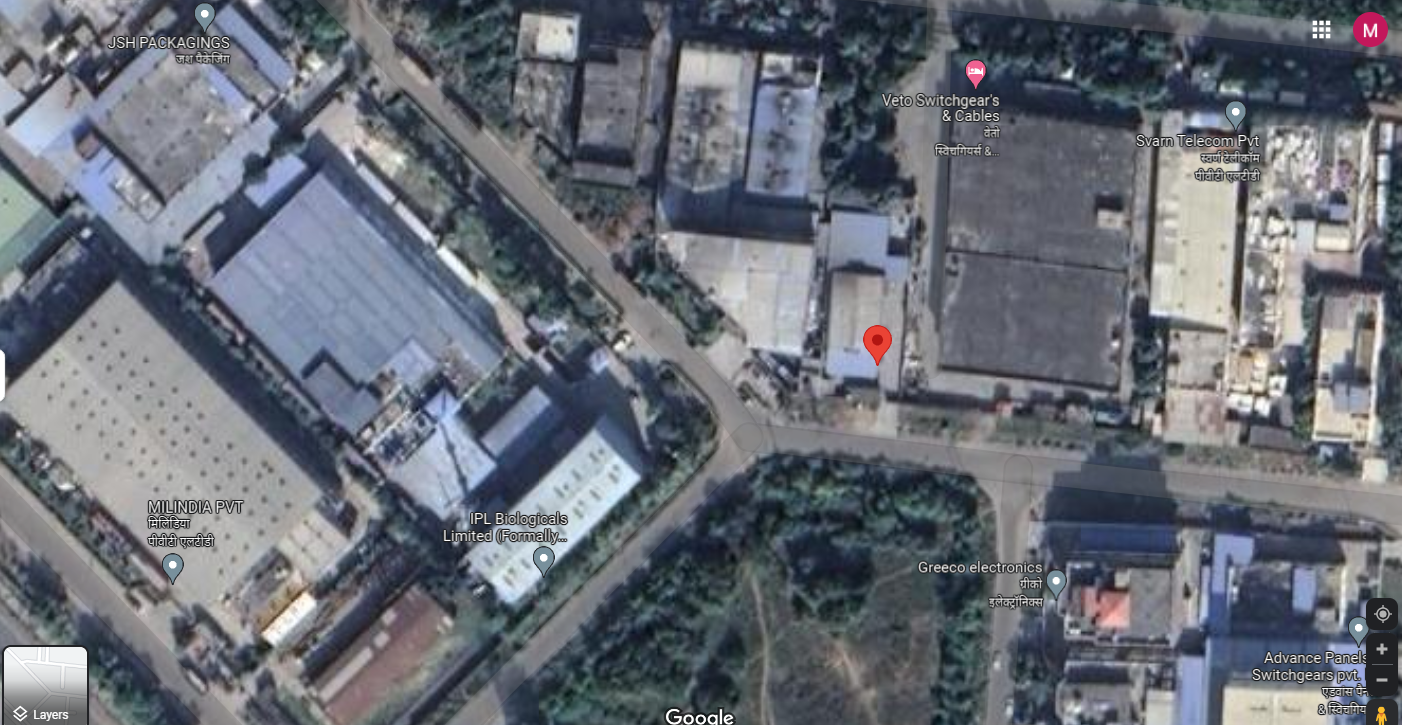 JSH PACKAGINGS
जश पैकेजिंग
M
Veto Switchgear's
& Cables
वेतो
स्विचगियर्स &...
Svarn Telecom Pvt
स्वर्ण टेलीकॉम
पीवीटी एलटीडी
MILINDIA PVT
मिलिंडिया
पीवीटी एलटीडी
IPL Biologicals
Limited (Formally...
Greeco electronics
ग्रीको
इलेक्ट्रॉनिक्स
Advance Panels
Switchgears pvt.
एडवांस पैन
& स्विचगिय
Layers
Google